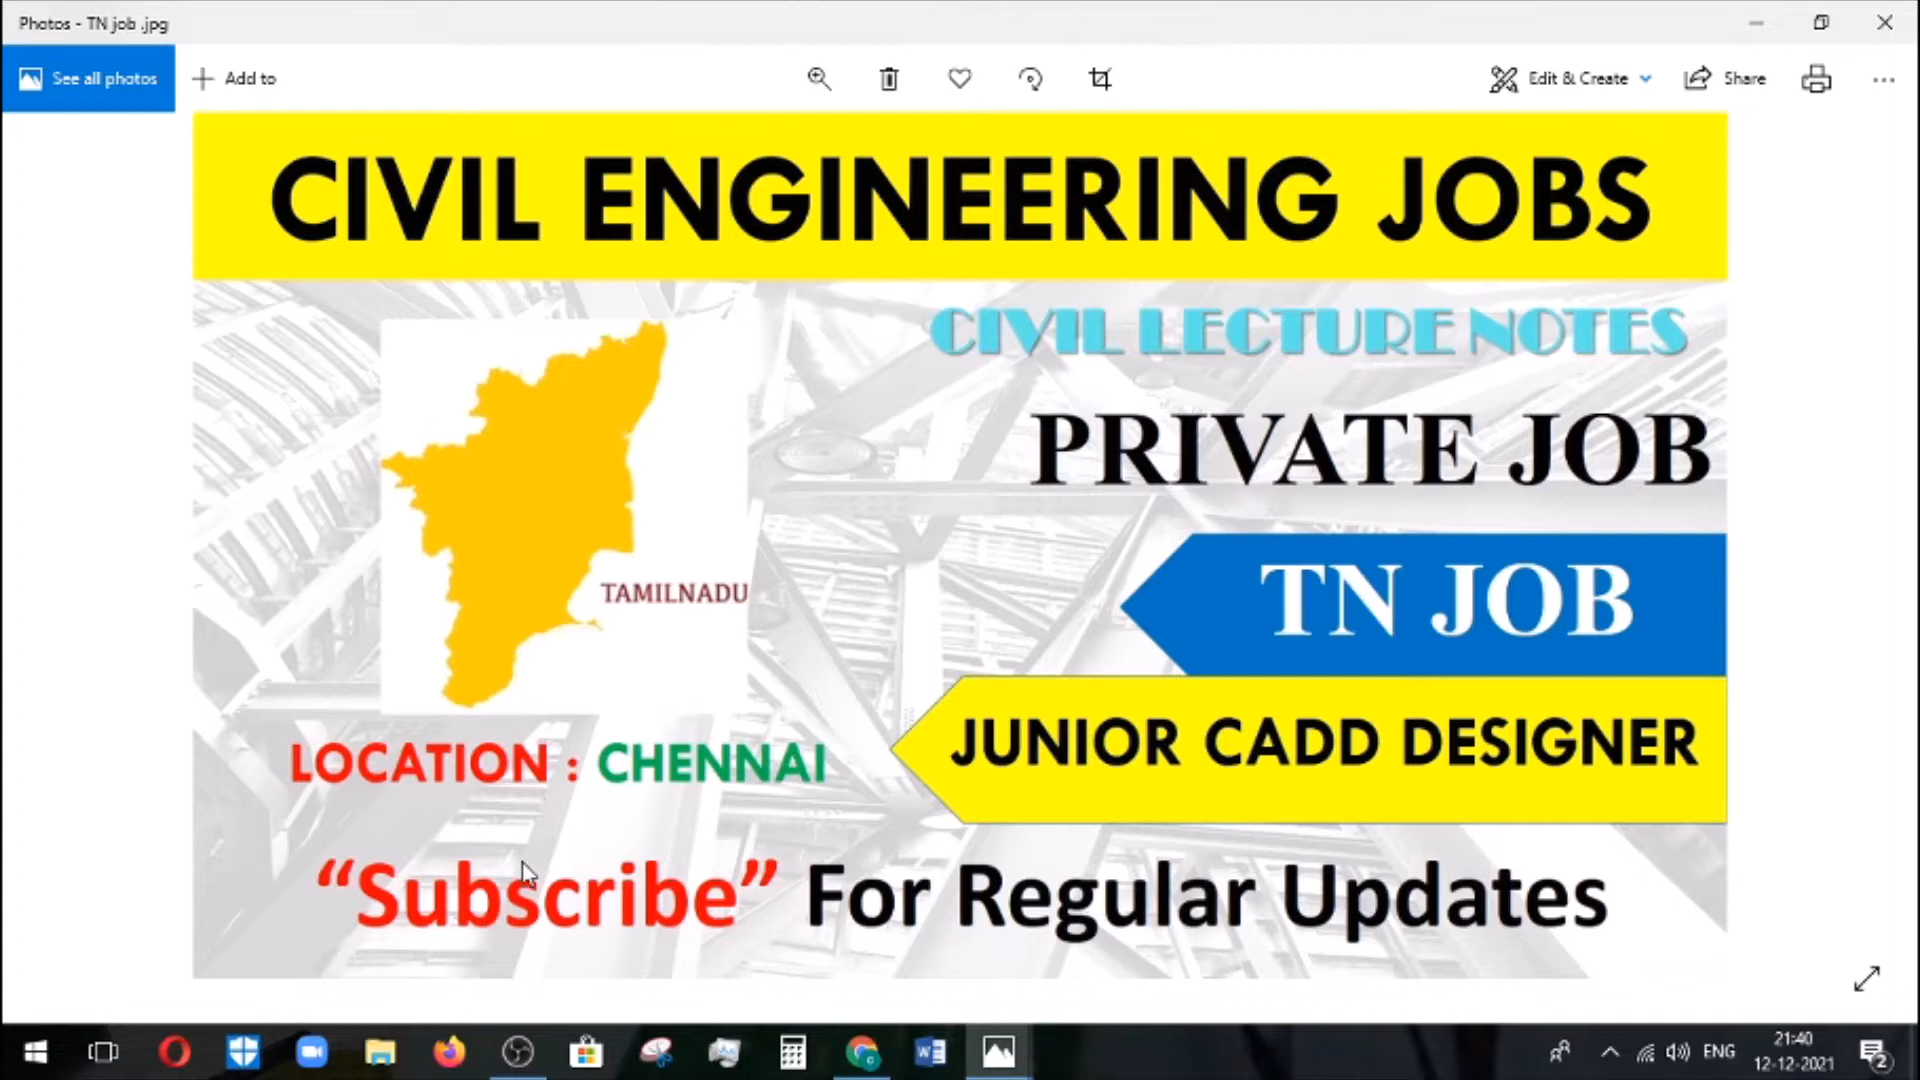 Photos - TN job .jpg
See all photos
Add to
Edit & Create
Share
CIVIL ENGINEERING JOBS
CIVIL LECTURE NOTES
PRIVATE JOB
TAMILNADU
TN JOB
LOCATION : CHENNAI
JUNIOR CADD DESIGNER
“Subscribe” For Regular Updates
ENG
21:40
12-12-2021
2